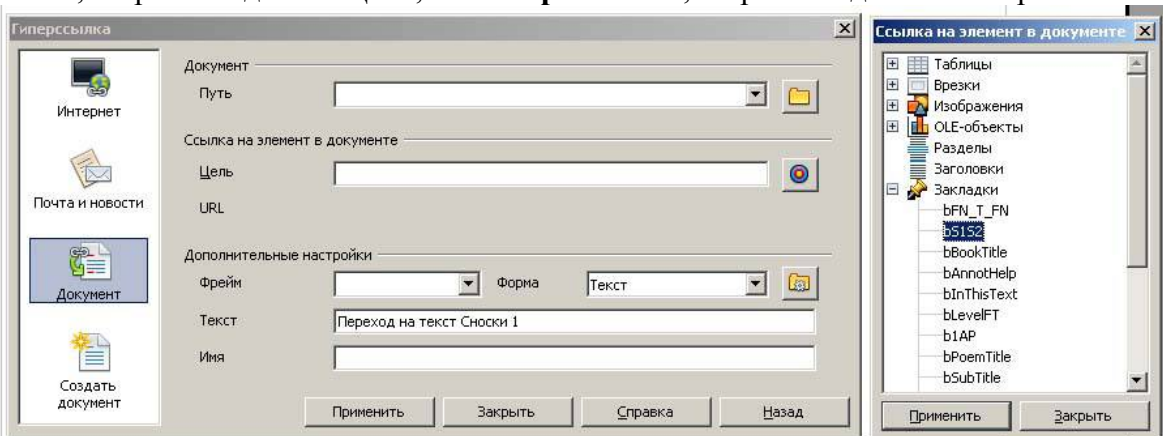 Гиперссылка
Интернет
Почта и новости
Документ
Создать
документ
Документ
Путь
Ссылка на элемент в документе
Цель
URL
Дополнительные настройки
Фрейм
Форма
Текст
Текст
Переход на текст Сноски 1
Имя
Применить
Закрыть
Справка
Назад
Ссылка на элемент в документе
Таблицы
Врезки
Изображения
OLE-объекты
Разделы
Заголовки
Закладки
bFN_T_FN
bS1S2
bBookTitle
bAnnotHelp
bInThisText
bLevelFT
b1AP
bPoemTitle
bSubTitle
Применить
Закрыть